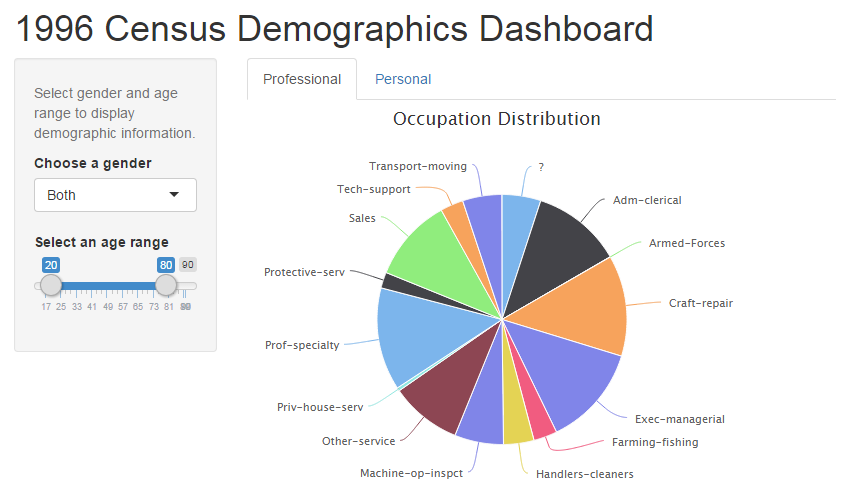 1996 Census Demographics Dashboard
Select gender and age
range to display
demographic information.
Choose a gender
Both
Select an age range
20 80 90
17 25 33 41 49 57 65 73 81
Professional Personal
Occupation Distribution
?
Adm-clerical
Armed-Forces
Craft-repair
Exec-managerial
Farming-fishing
Handlers-cleaners
Machine-op-inspct
Other-service
Priv-house-serv
Prof-specialty
Protective-serv
Sales
Tech-support
Transport-moving